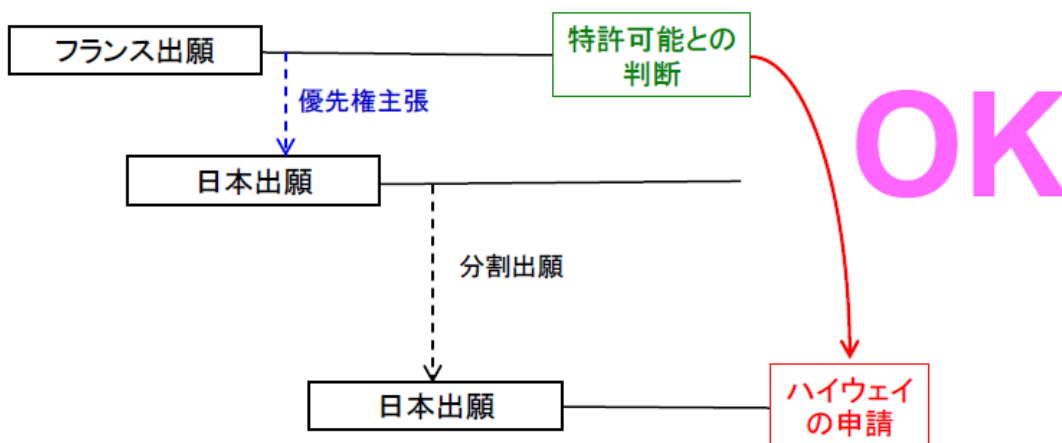 フランス出願
特許可能との
判断
優先権主張
OK
日本出願
分割出願
日本出願
ハイウェイ
の申請